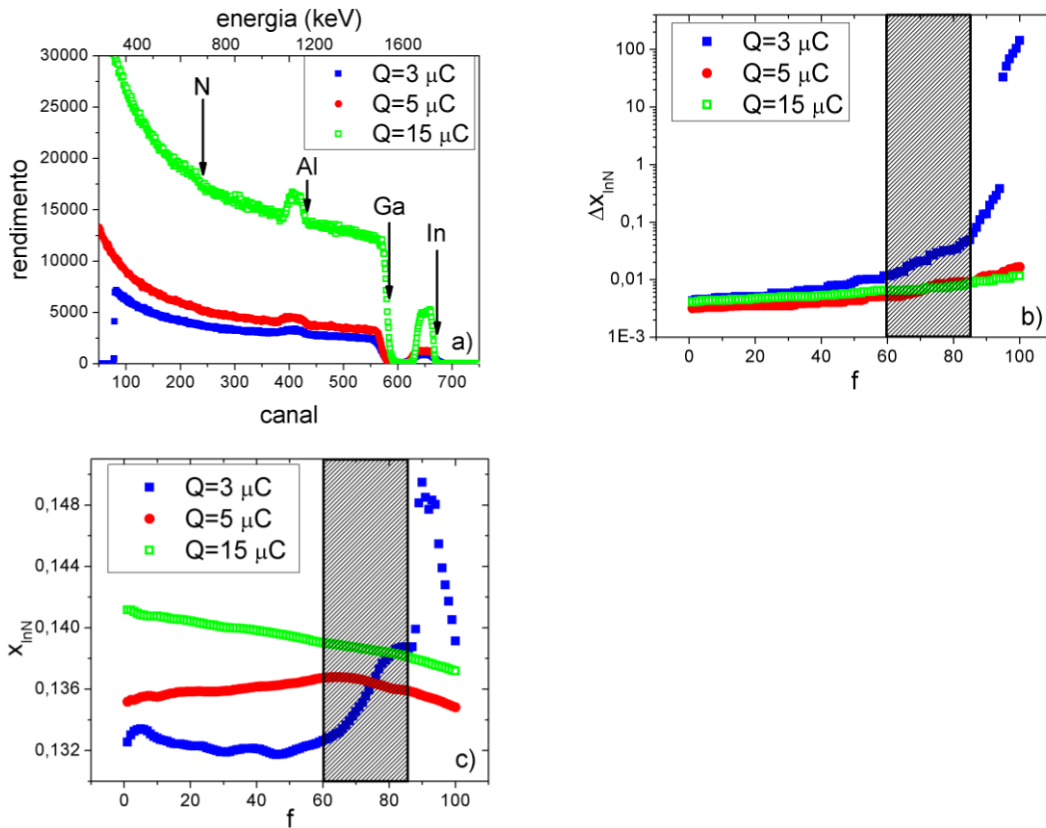 energia (keV)
400 800 1200 1600
30000
25000
20000
15000
10000
5000
0
rendimento
Q=3 μC
Q=5 μC
Q=15 μC
N
Al
Ga
In
a)
100 200 300 400 500 600 700
canal
100
10
1
0,1
0,01
1E-3
Δx_InN
Q=3 μC
Q=5 μC
Q=15 μC
b)
0 20 40 60 80 100
f
0,148
0,144
0,140
0,136
0,132
x_InN
Q=3 μC
Q=5 μC
Q=15 μC
c)
0 20 40 60 80 100
f